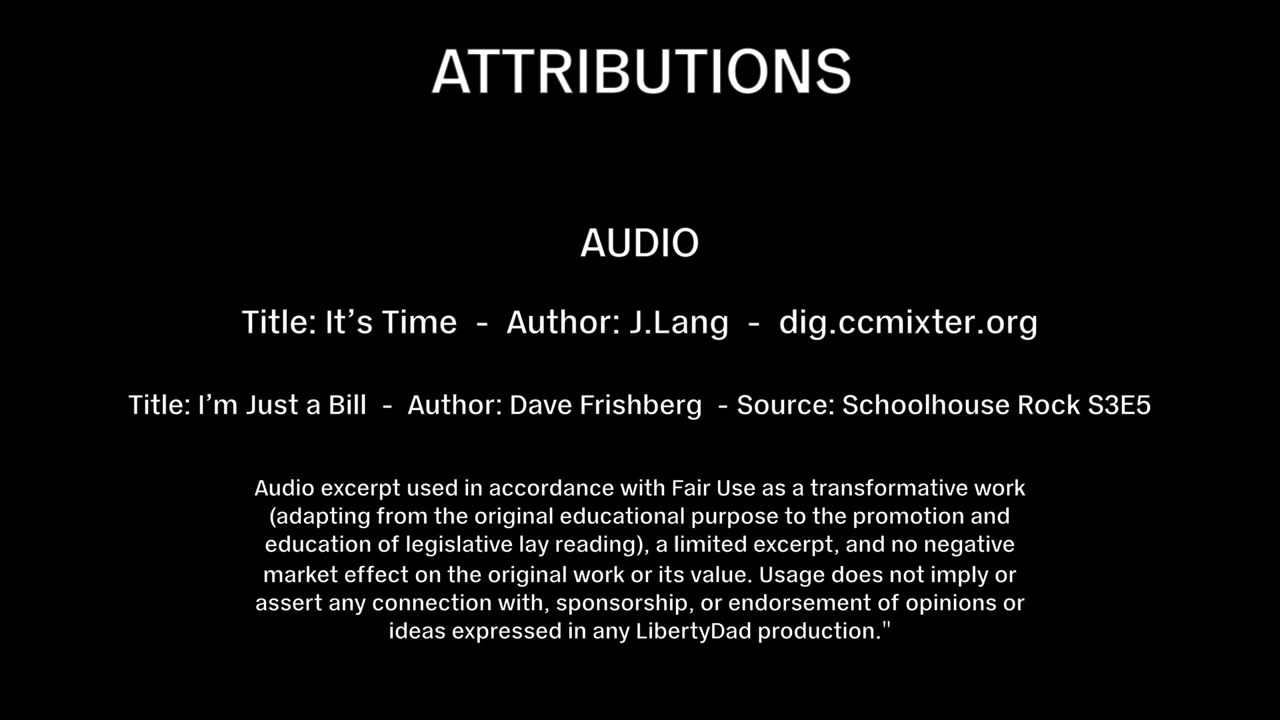 ATTRIBUTIONS
AUDIO
Title: It’s Time - Author: J.Lang - dig.ccmixter.org
Title: I’m Just a Bill - Author: Dave Frishberg - Source: Schoolhouse Rock S3E5
Audio excerpt used in accordance with Fair Use as a transformative work
(adapting from the original educational purpose to the promotion and
education of legislative lay reading), a limited excerpt, and no negative
market effect on the original work or its value. Usage does not imply or
assert any connection with, sponsorship, or endorsement of opinions or
ideas expressed in any LibertyDad production."